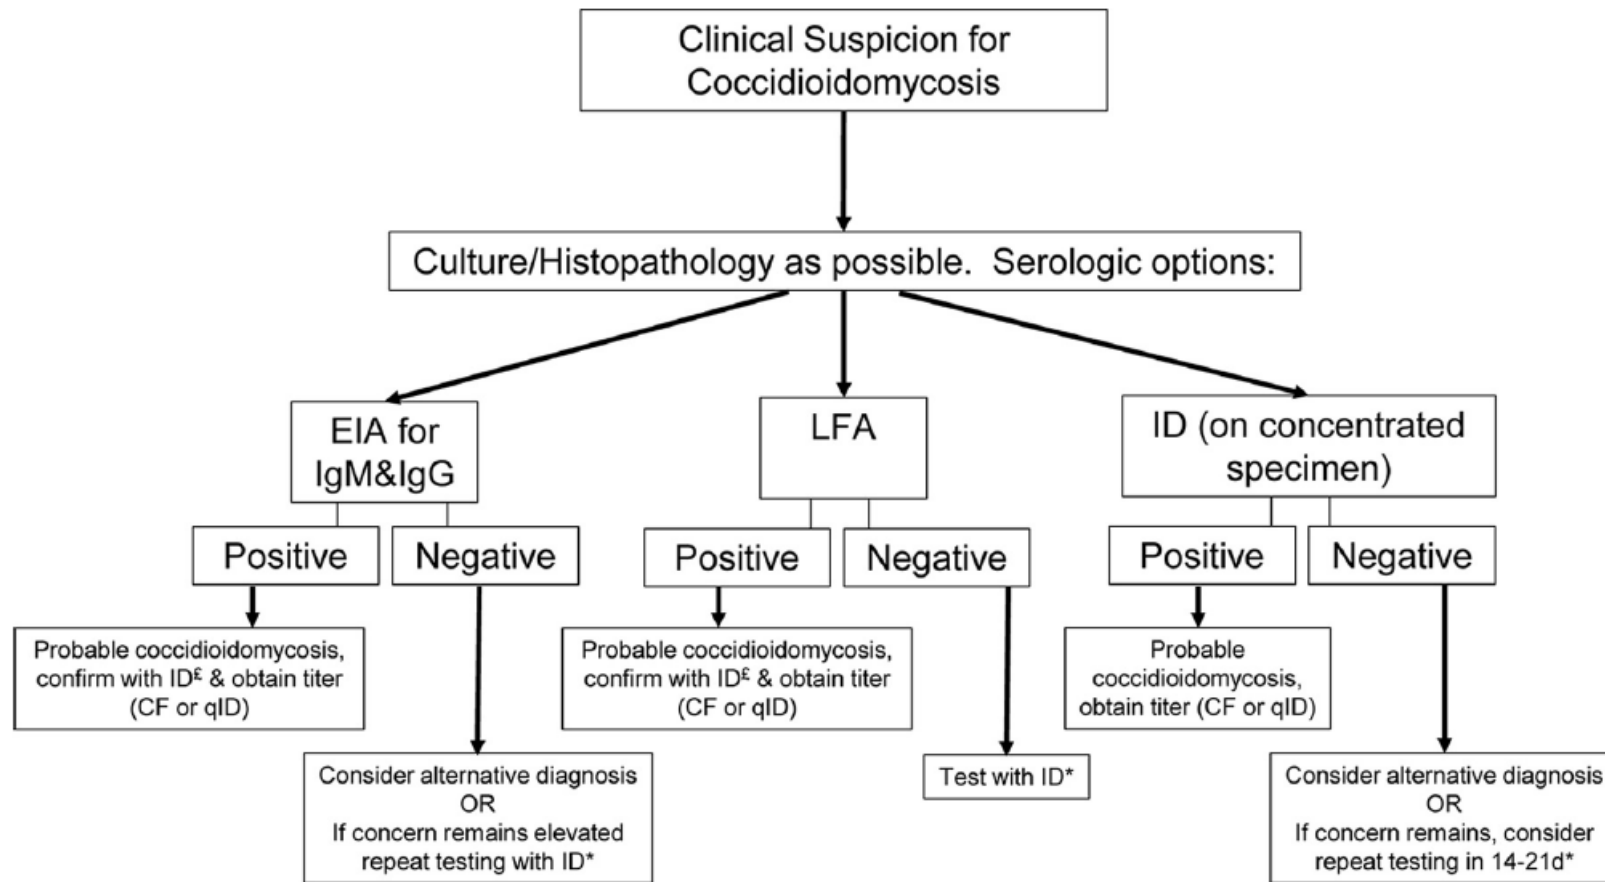 Clinical Suspicion for
Coccidioidomycosis
Culture/Histopathology as possible.  Serologic options:
EIA for
IgM&IgG
LFA
ID (on concentrated
specimen)
Positive
Negative
Positive
Negative
Positive
Negative
Probable coccidioidomycosis,
confirm with ID£ & obtain titer
(CF or qID)
Probable coccidioidomycosis,
confirm with ID£ & obtain titer
(CF or qID)
Probable
coccidioidomycosis,
obtain titer (CF or qID)
Consider alternative diagnosis
OR
If concern remains elevated
repeat testing with ID*
Test with ID*
Consider alternative diagnosis
OR
If concern remains, consider
repeat testing in 14-21d*